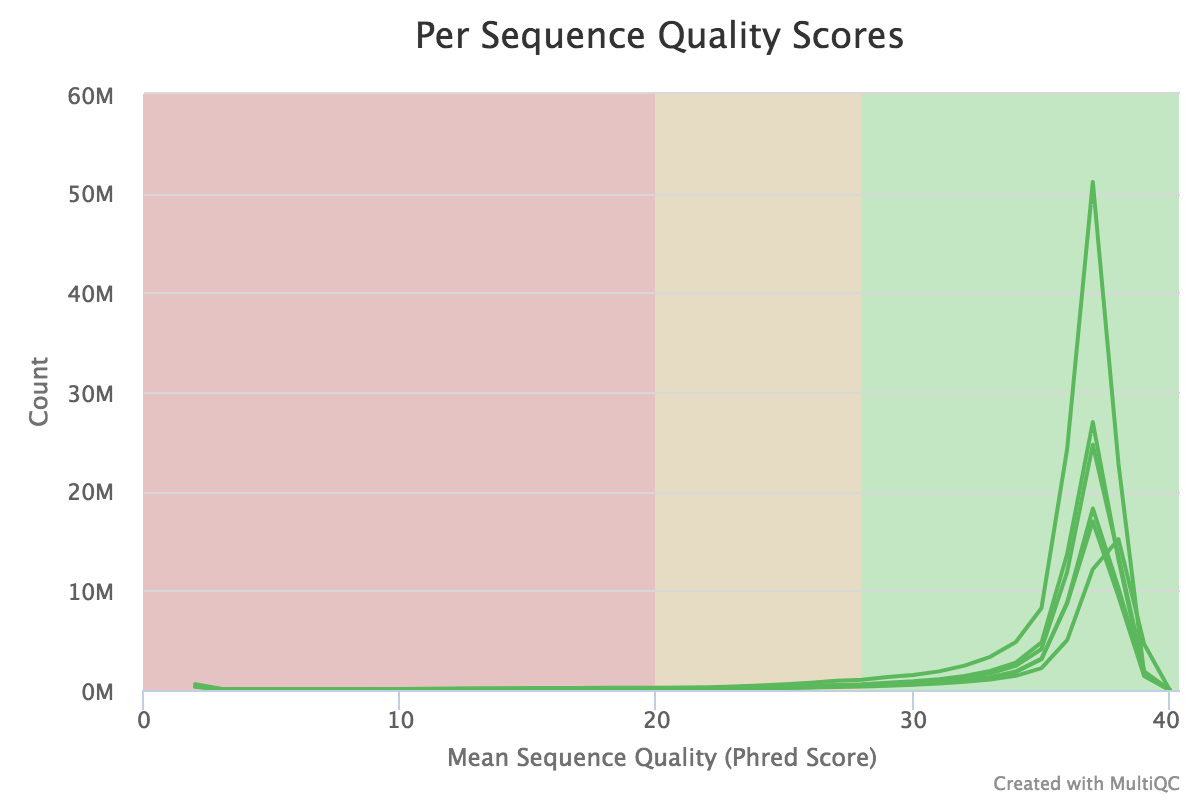 Per Sequence Quality Scores
60M
50M
40M
30M
20M
10M
0M
Count
0 10 20 30 40
Mean Sequence Quality (Phred Score)
Created with MultiQC